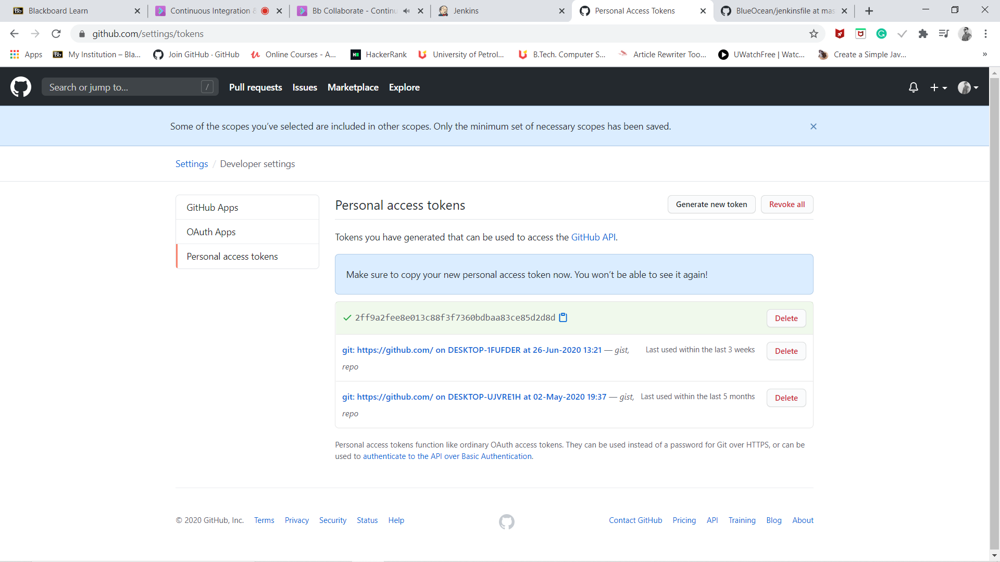 Blackboard Learn
Continuous Integration &
Bb Collaborate - Continu
Jenkins
Personal Access Tokens
BlueOcean/jenkinsfile at mas
github.com/settings/tokens
Apps
My Institution – Bla...
Join GitHub · GitHub
Online Courses - A...
HackerRank
University of Petrol...
B.Tech. Computer S...
Article Rewriter Too...
UWatchFree | Watc...
Create a Simple Jav...
»
Search or jump to... /
Pull requests
Issues
Marketplace
Explore
Some of the scopes you’ve selected are included in other scopes. Only the minimum set of necessary scopes has been saved.
Settings / Developer settings
GitHub Apps
OAuth Apps
Personal access tokens
Personal access tokens
Generate new token
Revoke all
Tokens you have generated that can be used to access the GitHub API.
Make sure to copy your new personal access token now. You won’t be able to see it again!
2ff9a2fee8e013c88f3f7360bdbaa83ce85d2d8d
Delete
git: https://github.com/ on DESKTOP-1FUFDER at 26-Jun-2020 13:21 — gist,
repo
Last used within the last 3 weeks
Delete
git: https://github.com/ on DESKTOP-UJVRE1H at 02-May-2020 19:37 — gist,
repo
Last used within the last 5 months
Delete
Personal access tokens function like ordinary OAuth access tokens. They can be used instead of a password for Git over HTTPS, or can be
used to authenticate to the API over Basic Authentication.
© 2020 GitHub, Inc.
Terms
Privacy
Security
Status
Help
Contact GitHub
Pricing
API
Training
Blog
About